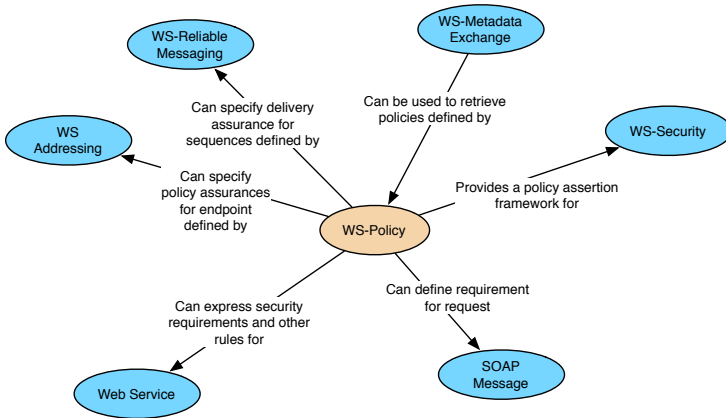 WS-Reliable
Messaging
WS-Metadata
Exchange
Can specify delivery
assurance for
sequences defined by
Can be used to retrieve
policies defined by
WS
Addressing
WS-Security
Can specify
policy assurances
for endpoint
defined by
Provides a policy assertion
framework for
WS-Policy
Can express security
requirements and other
rules for
Can define requirement
for request
Web Service
SOAP
Message